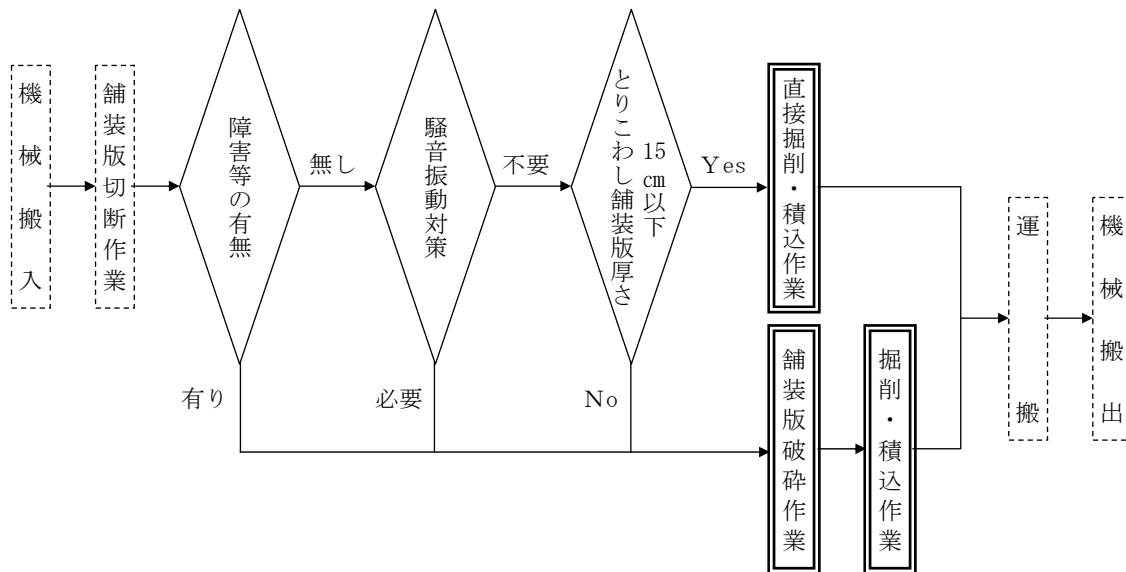 機械搬入
舗装版切断作業
障害等の有無
無し
有り
騒音振動対策
不要
必要
とりこわし舗装版厚さ
15cm以下
Yes
No
直接掘削・積込作業
舗装版破砕作業
掘削・積込作業
運搬
機械搬出